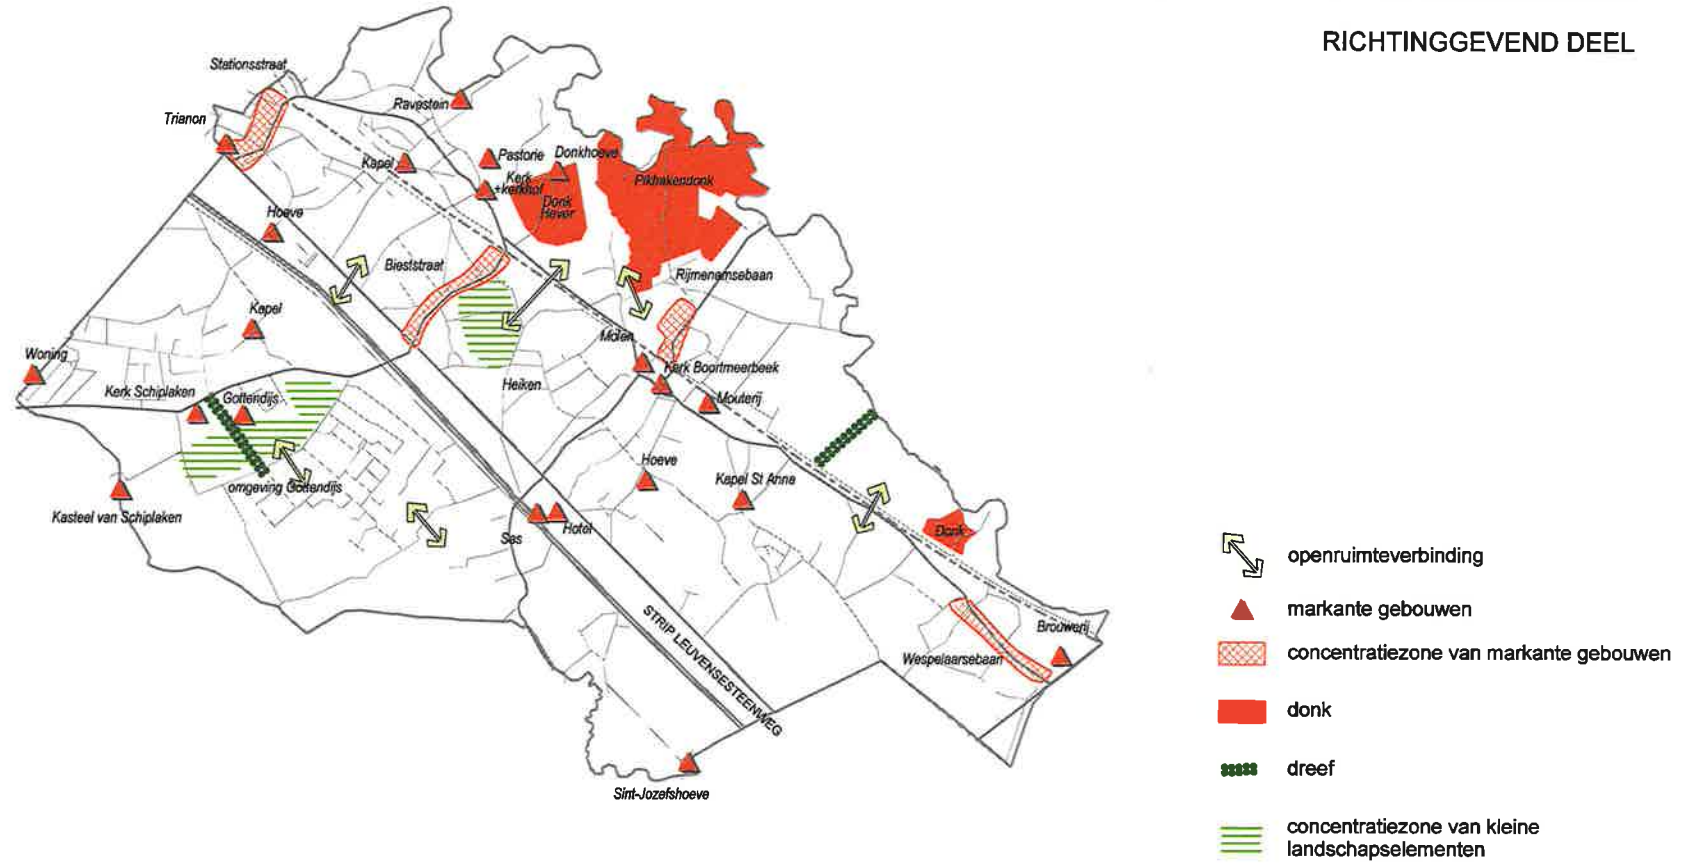 RICHTINGGEVEND DEEL
Stationsstraat
Ravestein
Trianon
Pastorie
Donkhoeve
Kapel
Kerk
+kerkhof
Pikhakendonk
Donk
Hever
Hoeve
Bieststraat
Rijmenamsebaan
Kapel
Molen
Woning
Kerk Boortmeerbeek
Kerk Schiplaken
Gottendijs
Heiken
Mouterij
Hoeve
Kapel St Anna
omgeving Gottendijs
Kasteel van Schiplaken
Hotel
Sas
Donk
STRIP LEUVENSESTEENWEG
Brouwerij
Wespelaarsebaan
Sint-Jozefshoeve
openruimteverbinding
markante gebouwen
concentratiezone van markante gebouwen
donk
dreef
concentratiezone van kleine
landschapselementen